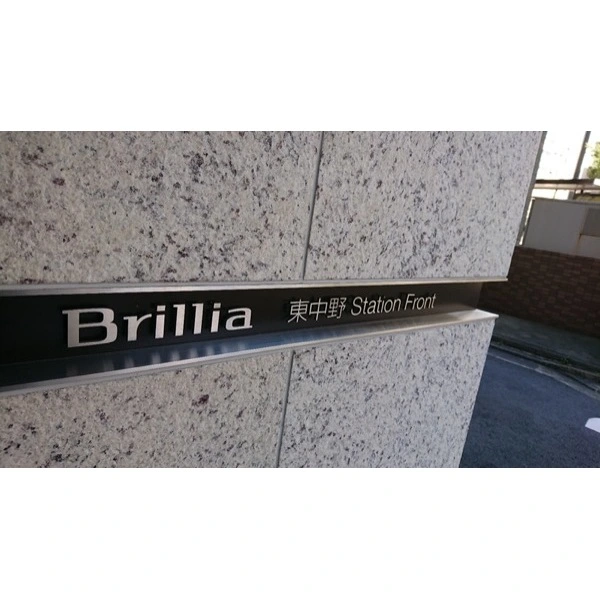 Brillia 東中野 Station Front